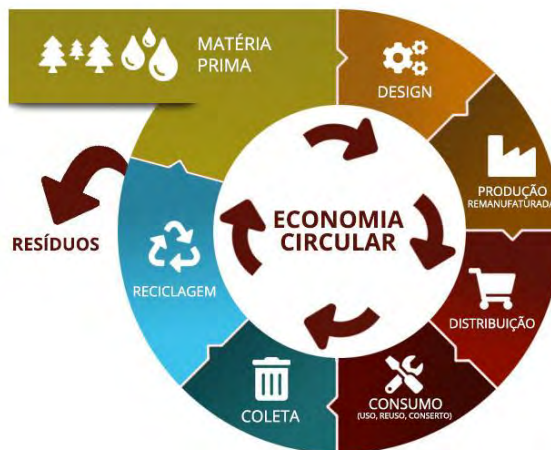 MATÉRIA
PRIMA
DESIGN
PRODUÇÃO
REMANUFATURADA
DISTRIBUIÇÃO
CONSUMO
(USO, REUSO, CONSERTO)
COLETA
RECICLAGEM
RESÍDUOS
ECONOMIA
CIRCULAR